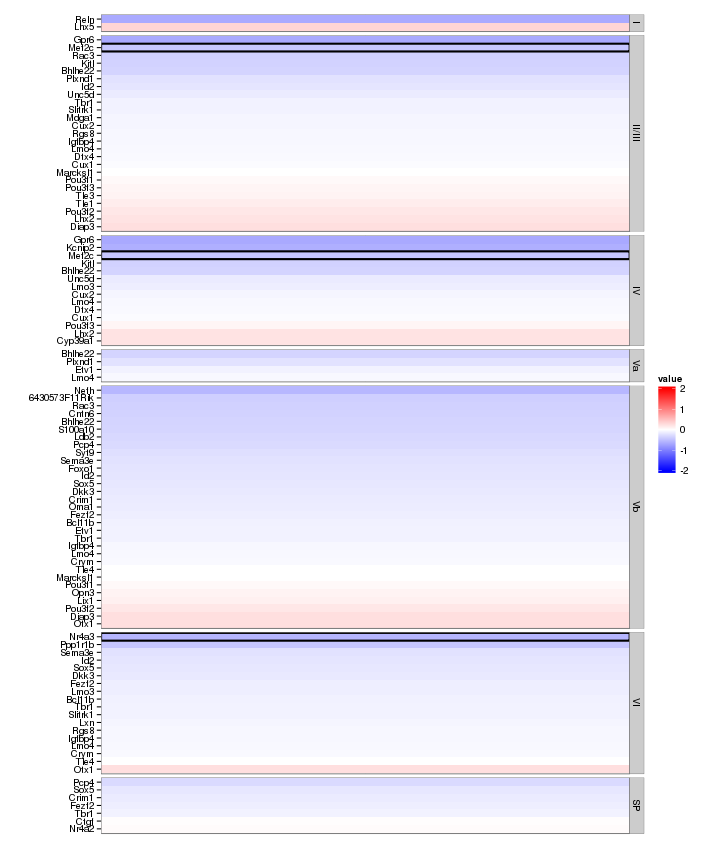 Reln
Lhx5
I
Gpr6
Mef2c
Rac3
Kitl
Bhlhe22
Plxnd1
Id2
Unc5d
Tbr1
Slitrk1
Mdga1
Cux2
Rgs8
Igfbp4
Lmo4
Dtx4
Cux1
Marcksl1
Pou3f1
Pou3f3
Tle3
Tle1
Pou3f2
Lhx2
Diap3
II/III
Gpr6
Kcnip2
Mef2c
Kitl
Bhlhe22
Unc5d
Lmo3
Cux2
Lmo4
Dtx4
Cux1
Pou3f3
Lhx2
Cyp39a1
IV
Bhlhe22
Plxnd1
Etv1
Lmo4
Va
Nefh
6430573F11Rik
Rac3
Cntn6
Bhlhe22
S100a10
Ldb2
Pcp4
Syt9
Sema3e
Foxo1
Id2
Sox5
Dkk3
Crim1
Oma1
Fezf2
Bcl11b
Etv1
Tbr1
Igfbp4
Lmo4
Crym
Tle4
Marcksl1
Pou3f1
Opn3
Lix1
Pou3f2
Diap3
Otx1
Vb
Nr4a3
Ppp1r1b
Sema3e
Id2
Sox5
Dkk3
Fezf2
Lmo3
Bcl11b
Tbr1
Slitrk1
Lxn
Rgs8
Igfbp4
Lmo4
Crym
Tle4
Otx1
VI
Pcp4
Sox5
Crim1
Fezf2
Tbr1
Ctgf
Nr4a2
SP
value
2
1
0
-1
-2